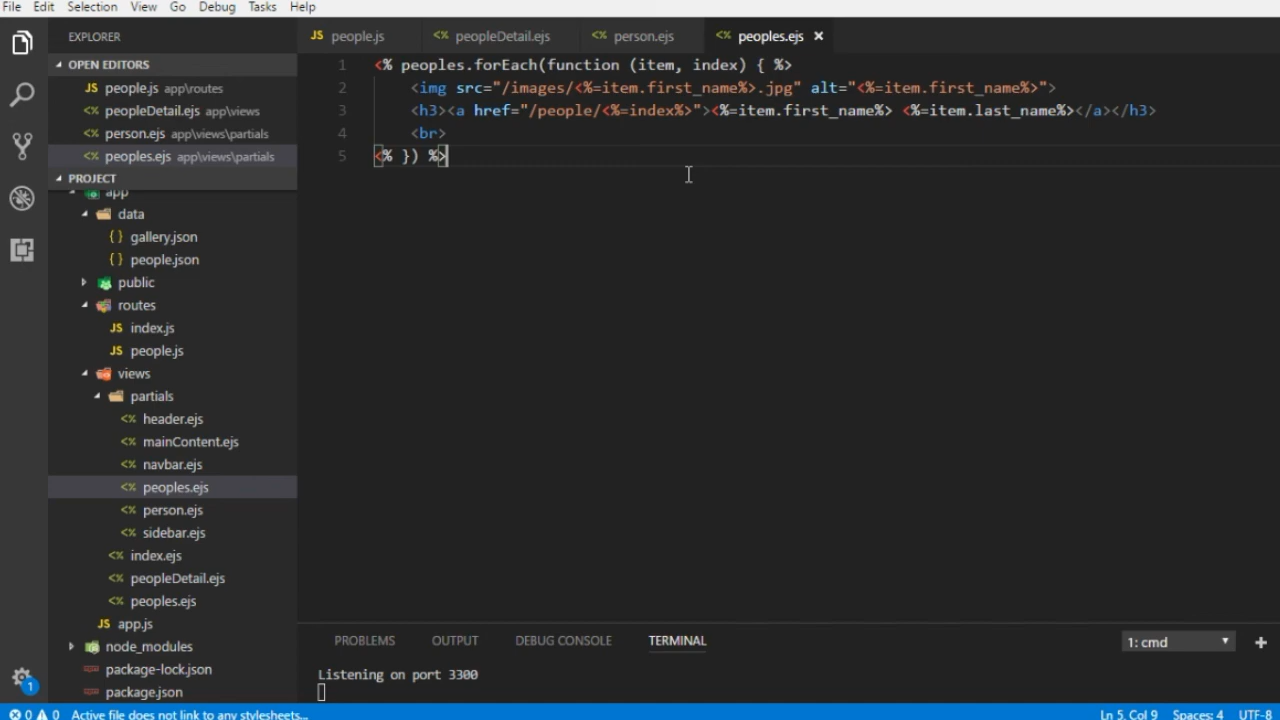 File Edit Selection View Go Debug Tasks Help
EXPLORER
OPEN EDITORS
people.js app\routes
peopleDetail.ejs app\views
person.ejs app\views\partials
peoples.ejs app\views\partials
PROJECT
app
data
gallery.json
people.json
public
routes
index.js
people.js
views
partials
header.ejs
mainContent.ejs
navbar.ejs
peoples.ejs
person.ejs
sidebar.ejs
index.ejs
peopleDetail.ejs
peoples.ejs
app.js
node_modules
package-lock.json
package.json
people.js peopleDetail.ejs person.ejs peoples.ejs
1 <% peoples.forEach(function (item, index) { %>
2 <img src="/images/<%=item.first_name%>.jpg" alt="<%=item.first_name%>">
3 <h3><a href="/people/<%=index%>"><%=item.first_name%> <%=item.last_name%></a></h3>
4 <br>
5 <% }) %>
PROBLEMS OUTPUT DEBUG CONSOLE TERMINAL 1: cmd
Listening on port 3300
1
0 0 Active file does not link to any stylesheets... Ln 5, Col 9 Spaces: 4 UTF-8